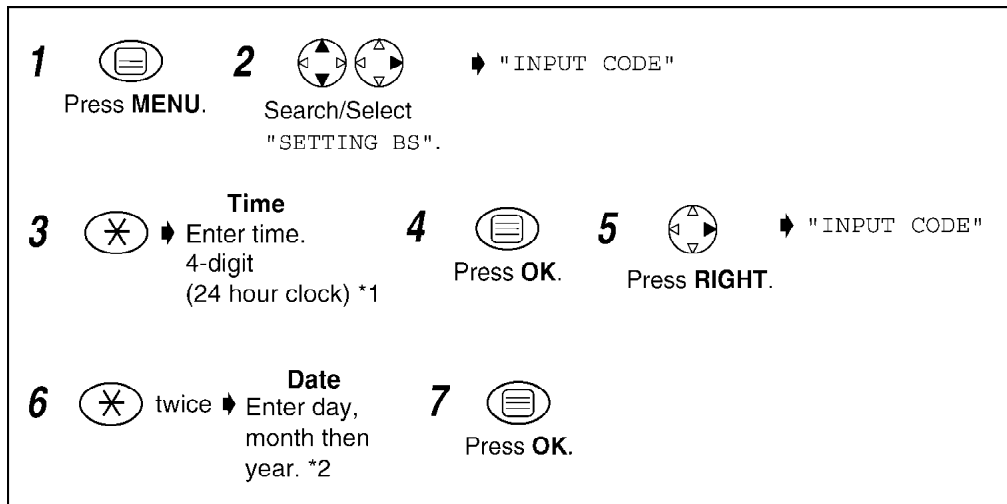 1
Press MENU.
2
Search/Select
"SETTING BS".
"INPUT CODE"
3
Time
Enter time.
4-digit
(24 hour clock) *1
4
Press OK.
5
Press RIGHT.
"INPUT CODE"
6
twice
Date
Enter day,
month then
year. *2
7
Press OK.